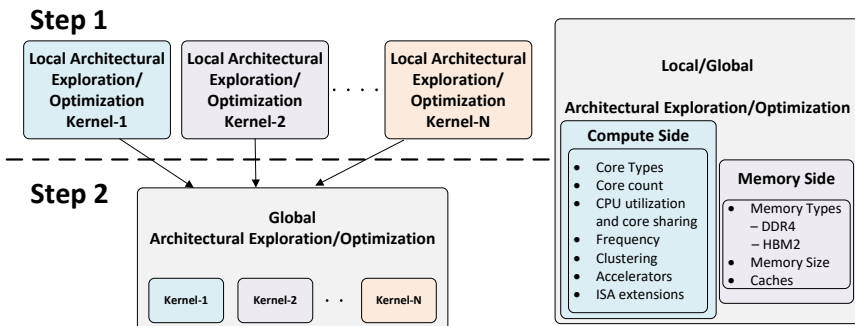 Step 1
Local Architectural
Exploration/
Optimization
Kernel-1
Local Architectural
Exploration/
Optimization
Kernel-2
. . . .
Local Architectural
Exploration/
Optimization
Kernel-N
Step 2
Global
Architectural Exploration/Optimization
Kernel-1
Kernel-2
. .
Kernel-N
Local/Global
Architectural Exploration/Optimization
Compute Side
• Core Types
• Core count
• CPU utilization
and core sharing
• Frequency
• Clustering
• Accelerators
• ISA extensions
Memory Side
• Memory Types
– DDR4
– HBM2
• Memory Size
• Caches